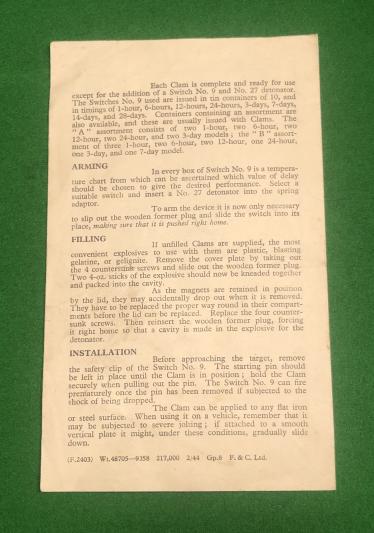 Each Clam is complete and ready for use
except for the addition of a Switch No. 9 and No. 27 detonator.
The Switches No. 9 used are issued in tin containers of 10, and
in timings of 1-hour, 6-hours, 12-hours, 24-hours, 3-days, 7-days,
14-days, and 28-days. Containers containing an assortment are
also available, and these are usually issued with Clams. The
"A" assortment consists of two 1-hour, two 6-hour, two
12-hour, two 24-hour, and two 3-day models; the "B" assort-
ment of three 1-hour, two 6-hour, two 12-hour, one 24-hour,
one 3-day, and one 7-day model.
ARMING
In every box of Switch No. 9 is a tempera-
ture chart from which can be ascertained which value of delay
should be chosen to give the desired performance. Select a
suitable switch and insert a No. 27 detonator into the spring
adaptor.
To arm the device it is now only necessary
to slip out the wooden former plug and slide the switch into its
place, making sure that it is pushed right home.
FILLING
If unfilled Clams are supplied, the most
convenient explosives to use with them are plastic, blasting
gelatine, or gelignite. Remove the cover plate by taking out
the 4 countersunk screws and slide out the wooden former plug.
Two 4-oz. sticks of the explosive should now be kneaded together
and packed into the cavity.
As the magnets are retained in position
by the lid, they may accidentally drop out when it is removed.
They have to be replaced the proper way round in their compart-
ments before the lid can be replaced. Replace the four counter-
sunk screws. Then reinsert the wooden former plug, forcing
it right home so that a cavity is made in the explosive for the
detonator.
INSTALLATION
Before approaching the target, remove
the safety clip of the Switch No. 9. The starting pin should
be left in place until the Clam is in position; hold the Clam
securely when pulling out the pin. The Switch No. 9 can fire
prematurely once the pin has been removed if subjected to the
shock of being dropped.
The Clam can be applied to any flat iron
or steel surface. When using it on a vehicle, remember that it
may be subjected to severe jolting; if attached to a smooth
vertical plate it might, under these conditions, gradually slide
down.
(F.2403) Wt.48705—9358 217,000 2/44 Gp.8 F. & C. Ltd.